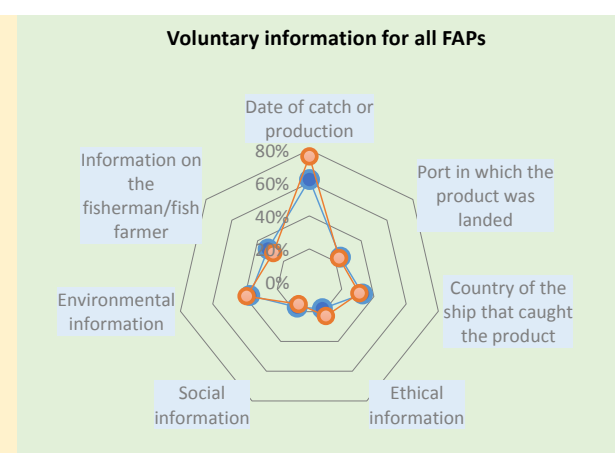 Voluntary information for all FAPs
Date of catch or
production
80%
60%
40%
20%
0%
Port in which the
product was
landed
Country of the
ship that caught
the product
Ethical
information
Social
information
Environmental
information
Information on
the
fisherman/fish
farmer